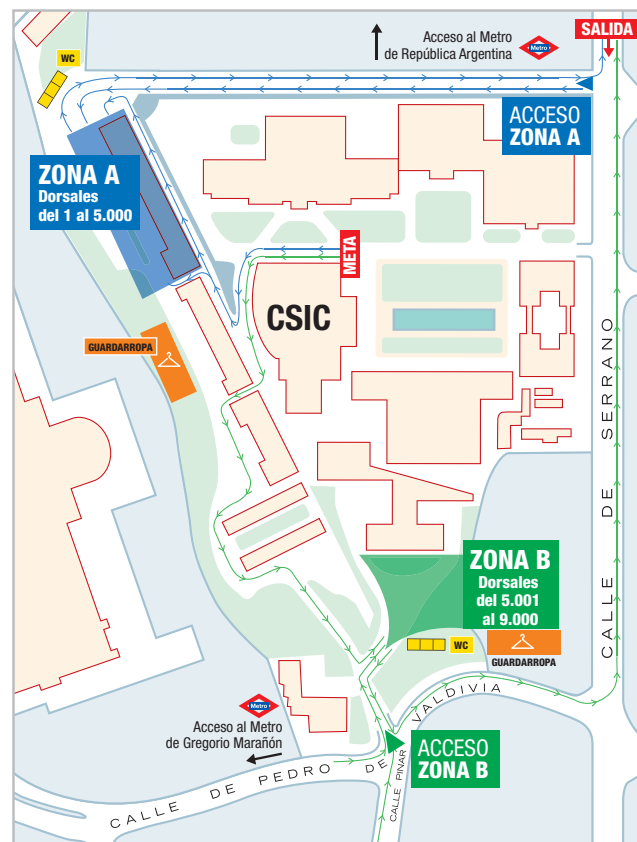 SALIDA
Acceso al Metro
de República Argentina
Metro
WC
ACCESO
ZONA A
ZONA A
Dorsales
del 1 al 5.000
META
CSIC
GUARDARROPA
CALLE DE SERRANO
ZONA B
Dorsales
del 5.001
al 9.000
WC
GUARDARROPA
Metro
Acceso al Metro
de Gregorio Marañón
ACCESO
ZONA B
CALLE DE PEDRO DE VALDIVIA
CALLE PINAR